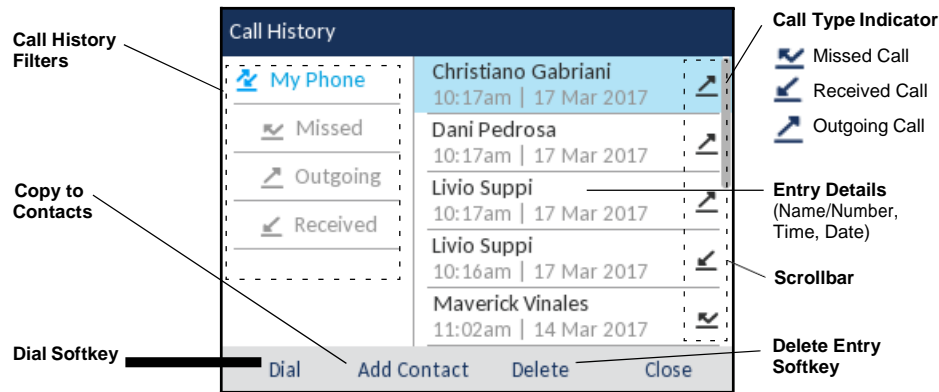 Call History
Filters
Copy to
Contacts
Dial Softkey
Call History
My Phone
Missed
Outgoing
Received
Christiano Gabriani
10:17am | 17 Mar 2017
Dani Pedrosa
10:17am | 17 Mar 2017
Livio Suppi
10:17am | 17 Mar 2017
Livio Suppi
10:16am | 17 Mar 2017
Maverick Vinales
11:02am | 14 Mar 2017
Dial
Add Contact
Delete
Close
Call Type Indicator
Missed Call
Received Call
Outgoing Call
Entry Details
(Name/Number,
Time, Date)
Scrollbar
Delete Entry
Softkey